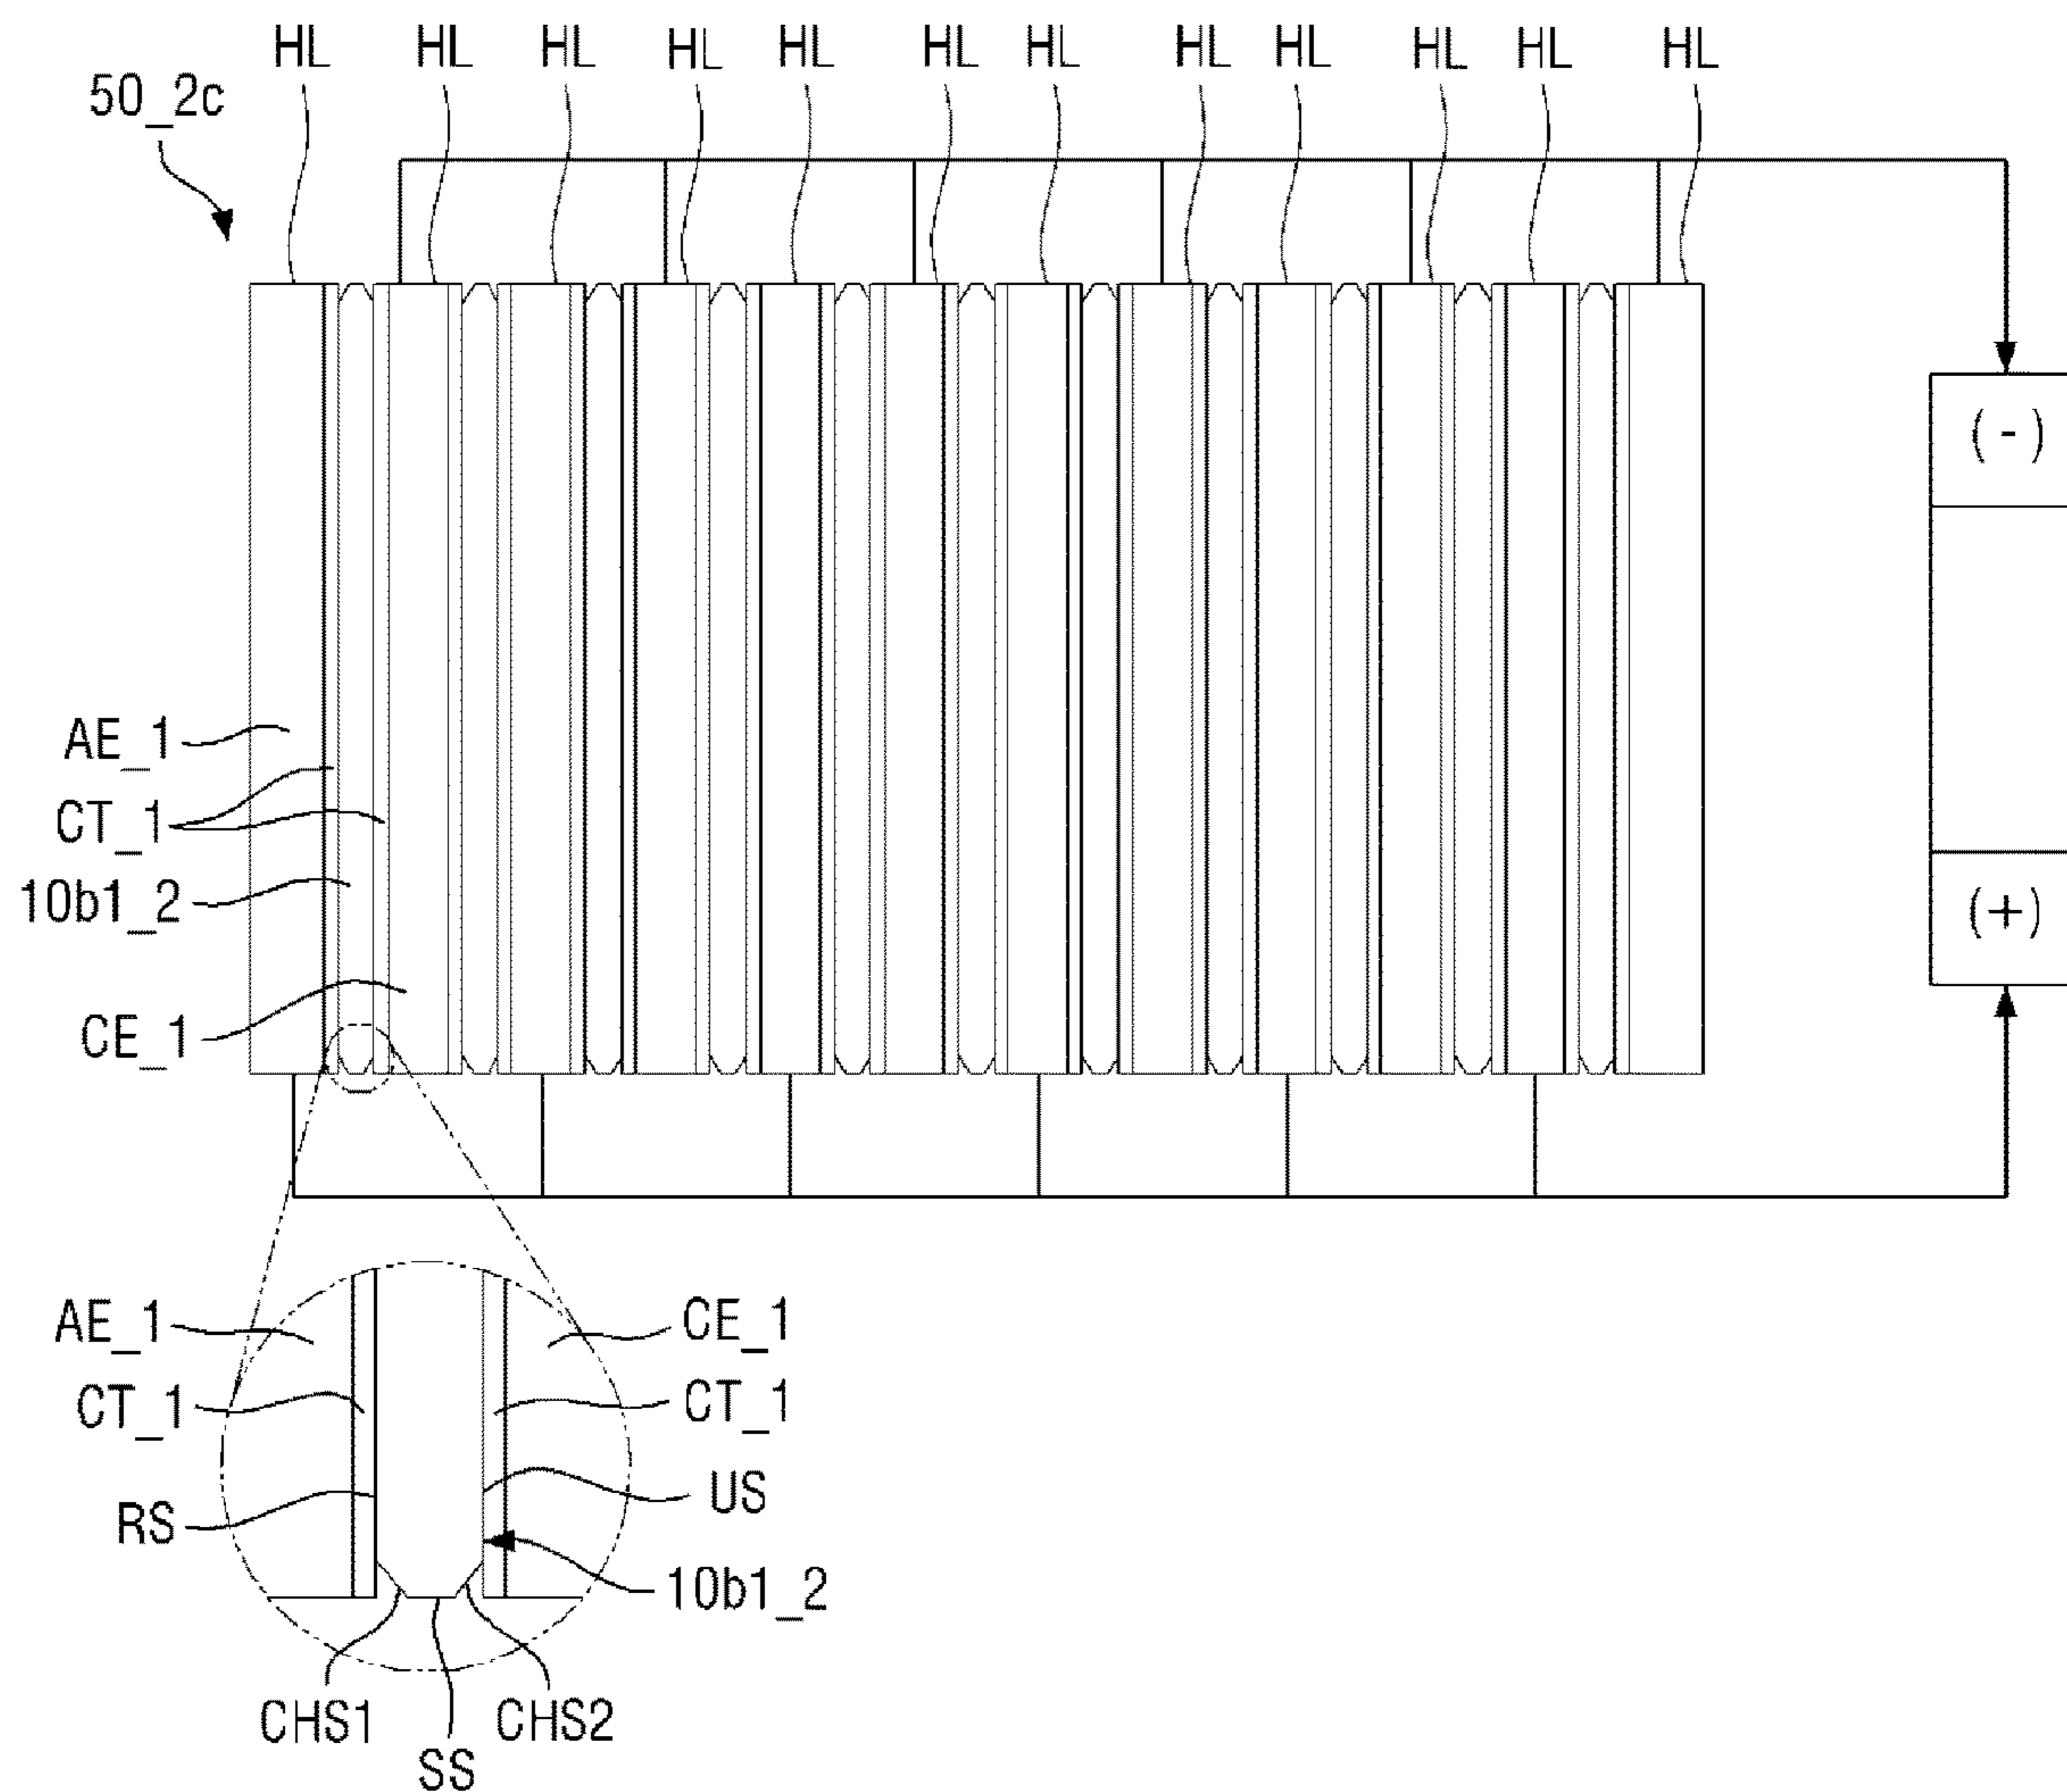 HL HL HL HL HL HL HL HL HL HL HL HL
50_2c
(-)
AE_1
CT_1
10b1_2
(+)
CE_1
AE_1
CE_1
CT_1
CT_1
US
RS
10b1_2
CHS1
CHS2
SS